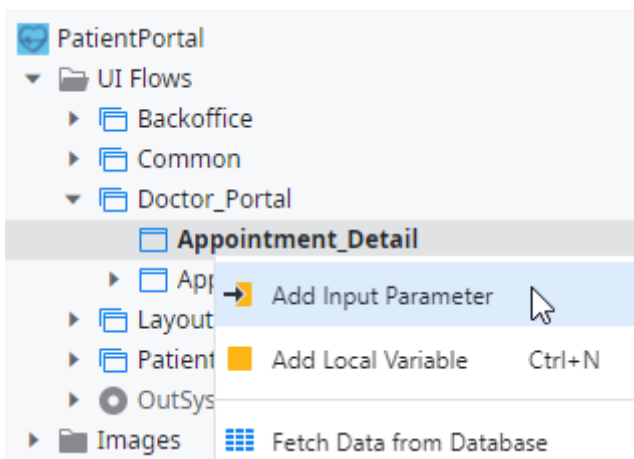 PatientPortal
UI Flows
Backoffice
Common
Doctor_Portal
Appointment_Detail
App
Add Input Parameter
Layout
Patient
Add Local Variable Ctrl+N
OutSys
Images
Fetch Data from Database